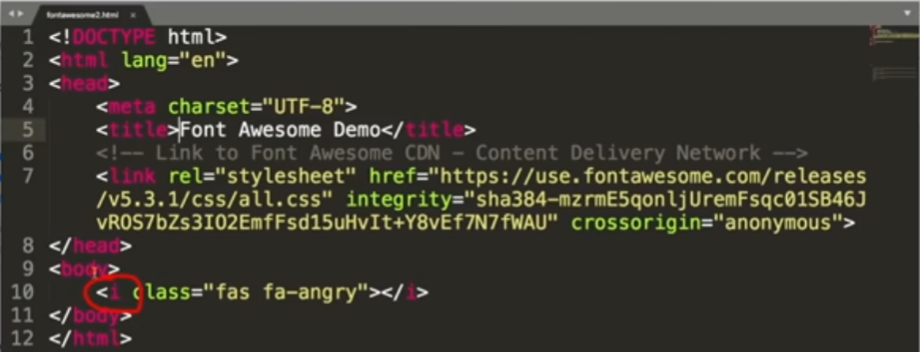 fontawesome2.html
1 <!DOCTYPE html>
2 <html lang="en">
3 <head>
4 <meta charset="UTF-8">
5 <title>Font Awesome Demo</title>
6 <!-- Link to Font Awesome CDN - Content Delivery Network -->
7 <link rel="stylesheet" href="https://use.fontawesome.com/releases
/v5.3.1/css/all.css" integrity="sha384-mzrmE5qonljUremFsqc01SB46J
vROS7bZs3IO2EmfFsd15uHvIt+Y8vEf7N7fWAU" crossorigin="anonymous">
8 </head>
9 <body>
10 <i class="fas fa-angry"></i>
11 </body>
12 </html>